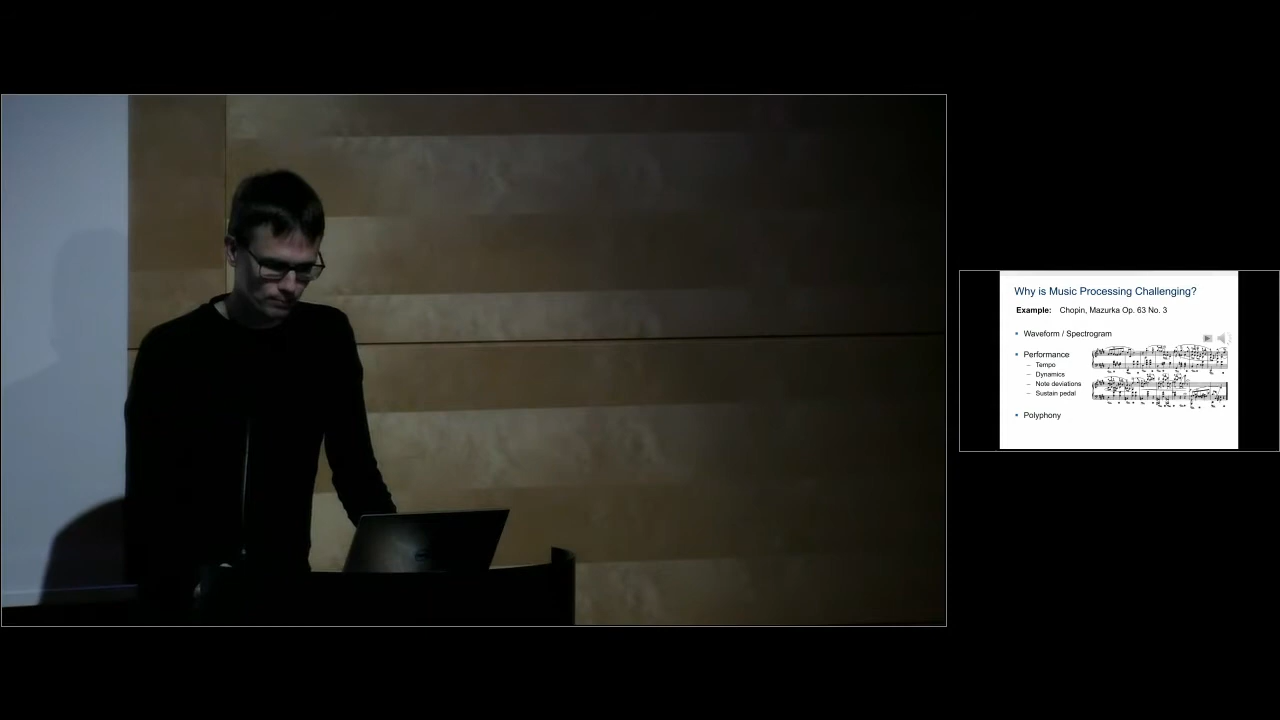 Why is Music Processing Challenging?
Example: Chopin, Mazurka Op. 63 No. 3
▪ Waveform / Spectrogram
▪ Performance
– Tempo
– Dynamics
– Note deviations
– Sustain pedal
▪ Polyphony